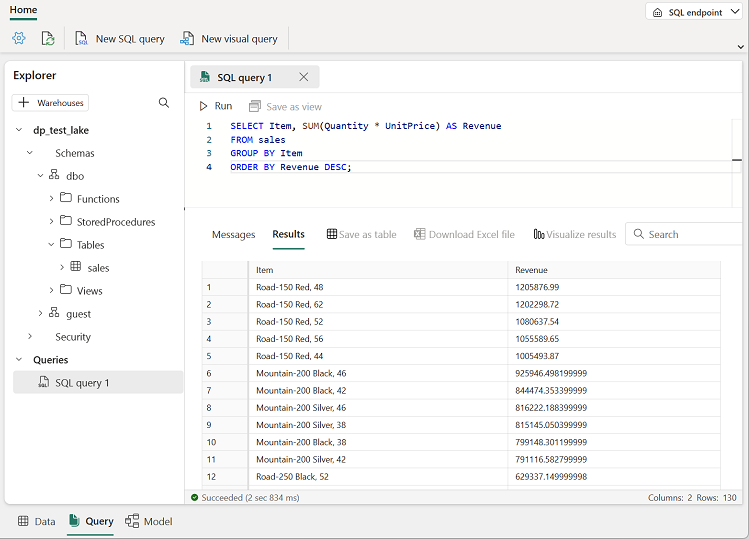 Home
SQL endpoint
New SQL query
New visual query
Explorer
Warehouses
dp_test_lake
Schemas
dbo
Functions
StoredProcedures
Tables
sales
Views
guest
Security
Queries
SQL query 1
SQL query 1
Run
Save as view
1 SELECT Item, SUM(Quantity * UnitPrice) AS Revenue
2 FROM sales
3 GROUP BY Item
4 ORDER BY Revenue DESC;
Messages Results Save as table Download Excel file Visualize results Search
Item Revenue
1 Road-150 Red, 48 1205876.99
2 Road-150 Red, 62 1202298.72
3 Road-150 Red, 52 1080637.54
4 Road-150 Red, 56 1055589.65
5 Road-150 Red, 44 1005493.87
6 Mountain-200 Black, 46 925946.498199999
7 Mountain-200 Black, 42 844474.353399999
8 Mountain-200 Silver, 46 816222.188399999
9 Mountain-200 Silver, 38 815145.050399999
10 Mountain-200 Black, 38 799148.301199999
11 Mountain-200 Silver, 42 791116.582799999
12 Road-250 Black, 52 629337.149999998
Succeeded (2 sec 834 ms) Columns: 2 Rows: 130
Data Query Model